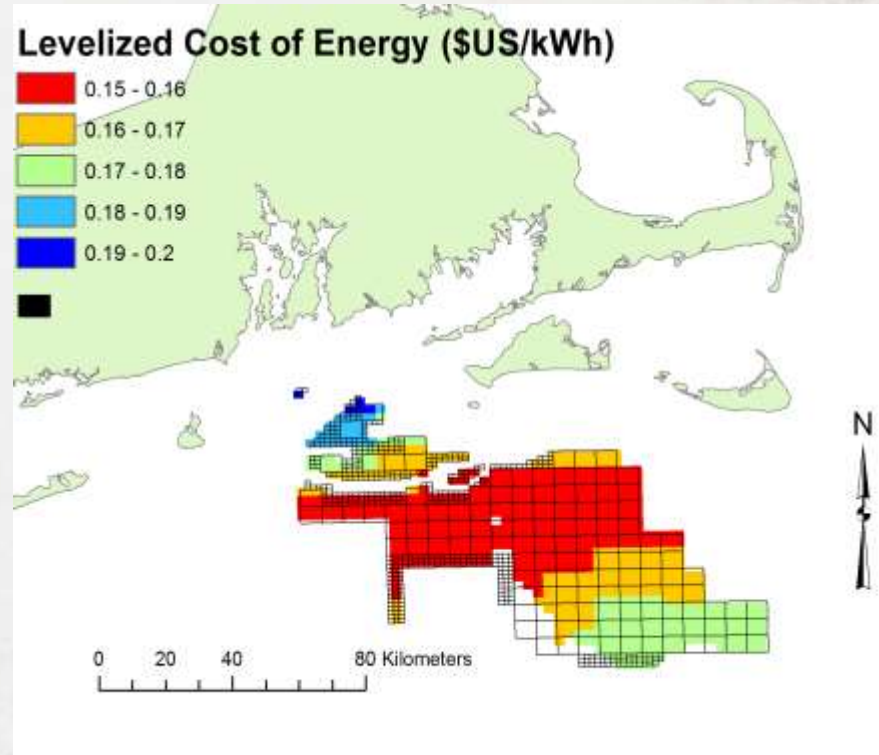 Levelized Cost of Energy ($US/kWh)
0.15 - 0.16
0.16 - 0.17
0.17 - 0.18
0.18 - 0.19
0.19 - 0.2
N
0 20 40 80 Kilometers